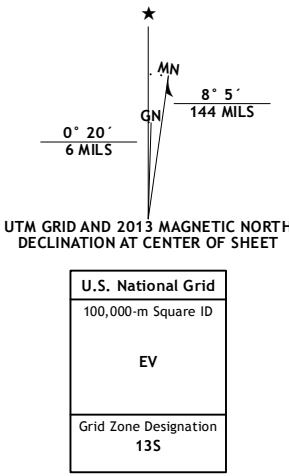 ★
MN
GN
8° 5´
144 MILS
0° 20´
6 MILS
UTM GRID AND 2013 MAGNETIC NORTH
DECLINATION AT CENTER OF SHEET
U.S. National Grid
100,000-m Square ID
EV
Grid Zone Designation
13S